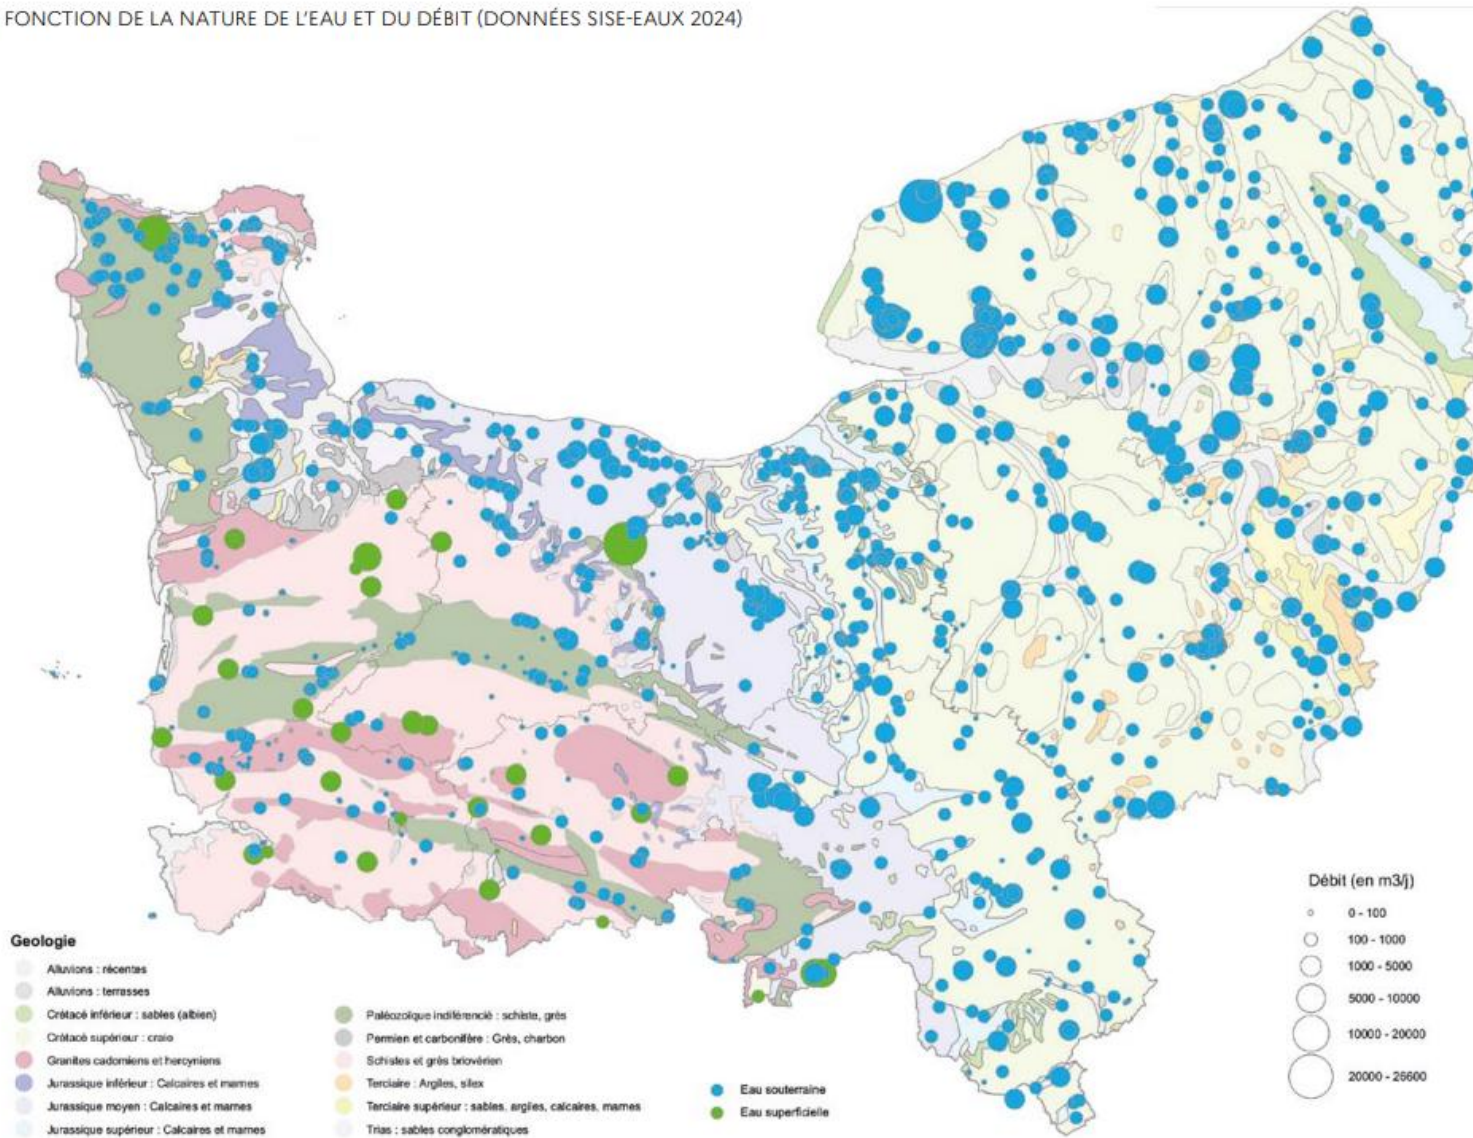 FONCTION DE LA NATURE DE L'EAU ET DU DÉBIT (DONNÉES SISE-EAUX 2024)
Geologie
Alluvions : récentes
Alluvions : terrasses
Crétacé inférieur : sables (albien)
Crétacé supérieur : craie
Granites cadomiens et hercyniens
Jurassique inférieur : Calcaires et marnes
Jurassique moyen : Calcaires et marnes
Jurassique supérieur : Calcaires et marnes
Paléozoïque indifférencié : schiste, grès
Permien et carbonifère : Grès, charbon
Schistes et grès briovérien
Terciaire : Argiles, silex
Terciaire supérieur : sables, argiles, calcaires, marnes
Trias : sables conglomératiques
Eau souterraine
Eau superficielle
Débit (en m3/j)
0 - 100
100 - 1000
1000 - 5000
5000 - 10000
10000 - 20000
20000 - 26600